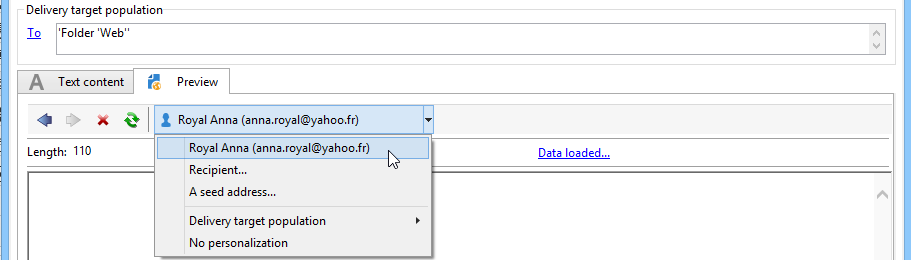 Delivery target population
To 'Folder 'Web''
Text content Preview
Royal Anna (anna.royal@yahoo.fr)
Length: 110 Royal Anna (anna.royal@yahoo.fr) Data loaded...
Recipient...
A seed address...
Delivery target population
No personalization